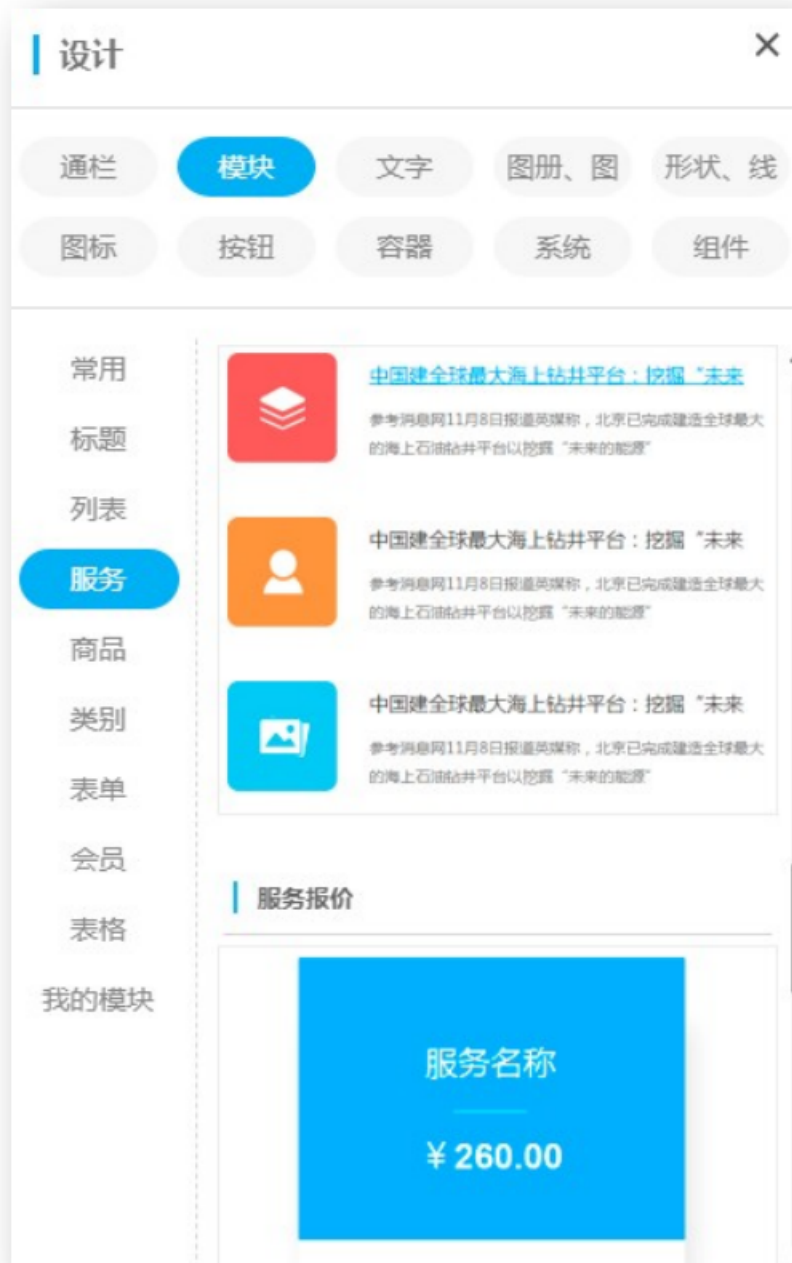 设计
×
通栏 模块 文字 图册、图 形状、线
图标 按钮 容器 系统 组件
常用
标题
列表
服务
商品
类别
表单
会员
表格
我的模块
中国建全球最大海上钻井平台：挖掘“未来
参考消息网11月8日报道英媒称，北京已完成建造全球最大
的海上石油钻井平台以挖掘“未来的能源”
中国建全球最大海上钻井平台：挖掘“未来
参考消息网11月8日报道英媒称，北京已完成建造全球最大
的海上石油钻井平台以挖掘“未来的能源”
中国建全球最大海上钻井平台：挖掘“未来
参考消息网11月8日报道英媒称，北京已完成建造全球最大
的海上石油钻井平台以挖掘“未来的能源”
服务报价
服务名称
¥ 260.00